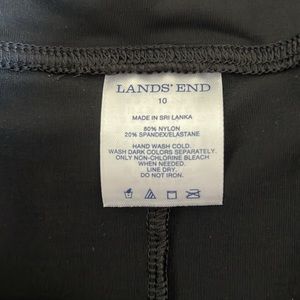 LANDS' END
10
MADE IN SRI LANKA
80% NYLON
20% SPANDEX/ELASTANE
HAND WASH COLD.
WASH DARK COLORS SEPARATELY.
ONLY NON-CHLORINE BLEACH
WHEN NEEDED.
LINE DRY.
DO NOT IRON.